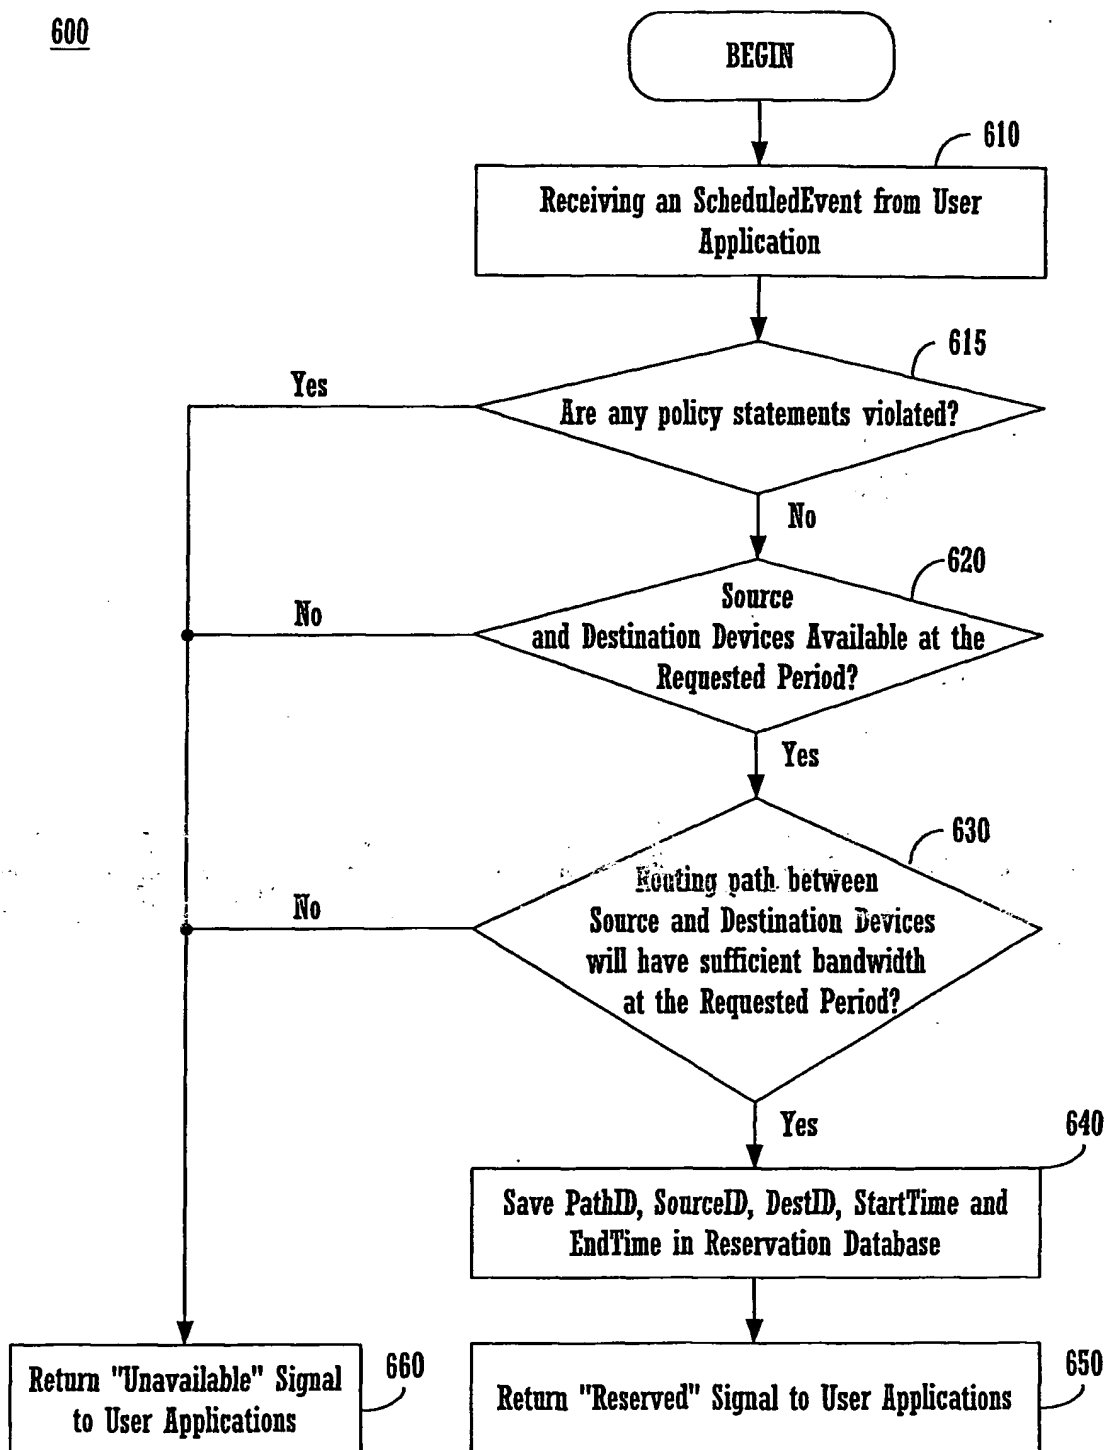 600
BEGIN
610
Receiving an ScheduledEvent from User
Application
615
Yes
Are any policy statements violated?
No
620
No
Source
and Destination Devices Available at the
Requested Period?
Yes
630
No
Routing path between
Source and Destination Devices
will have sufficient bandwidth
at the Requested Period?
Yes
640
Save PathID, SourceID, DestID, StartTime and
EndTime in Reservation Database
Return "Unavailable" Signal
to User Applications
660
Return "Reserved" Signal to User Applications
650